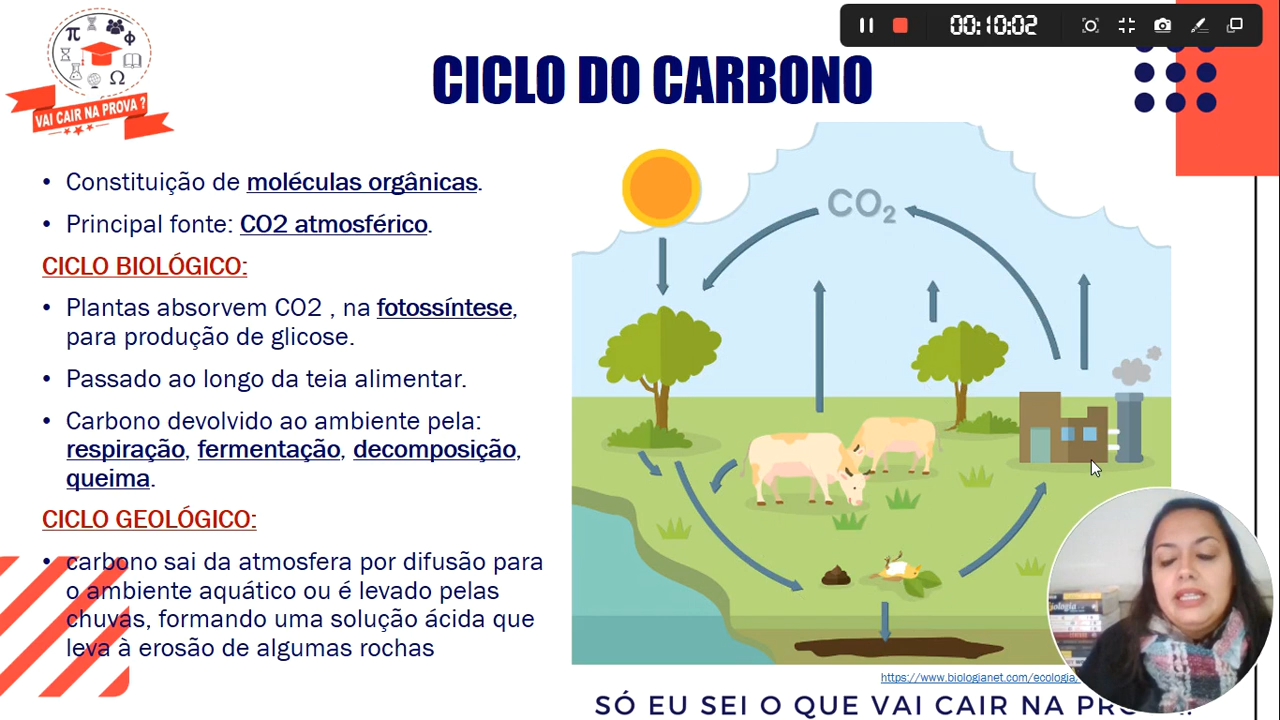 00:10:02
π Φ Ω
VAI CAIR NA PROVA ?
CICLO DO CARBONO
• Constituição de moléculas orgânicas.
• Principal fonte: CO2 atmosférico.
CICLO BIOLÓGICO:
• Plantas absorvem CO2 , na fotossíntese,
para produção de glicose.
• Passado ao longo da teia alimentar.
• Carbono devolvido ao ambiente pela:
respiração, fermentação, decomposição,
queima.
CICLO GEOLÓGICO:
• carbono sai da atmosfera por difusão para
o ambiente aquático ou é levado pelas
chuvas, formando uma solução ácida que
leva à erosão de algumas rochas
CO₂
https://www.biologianet.com/ecologia
SÓ EU SEI O QUE VAI CAIR NA